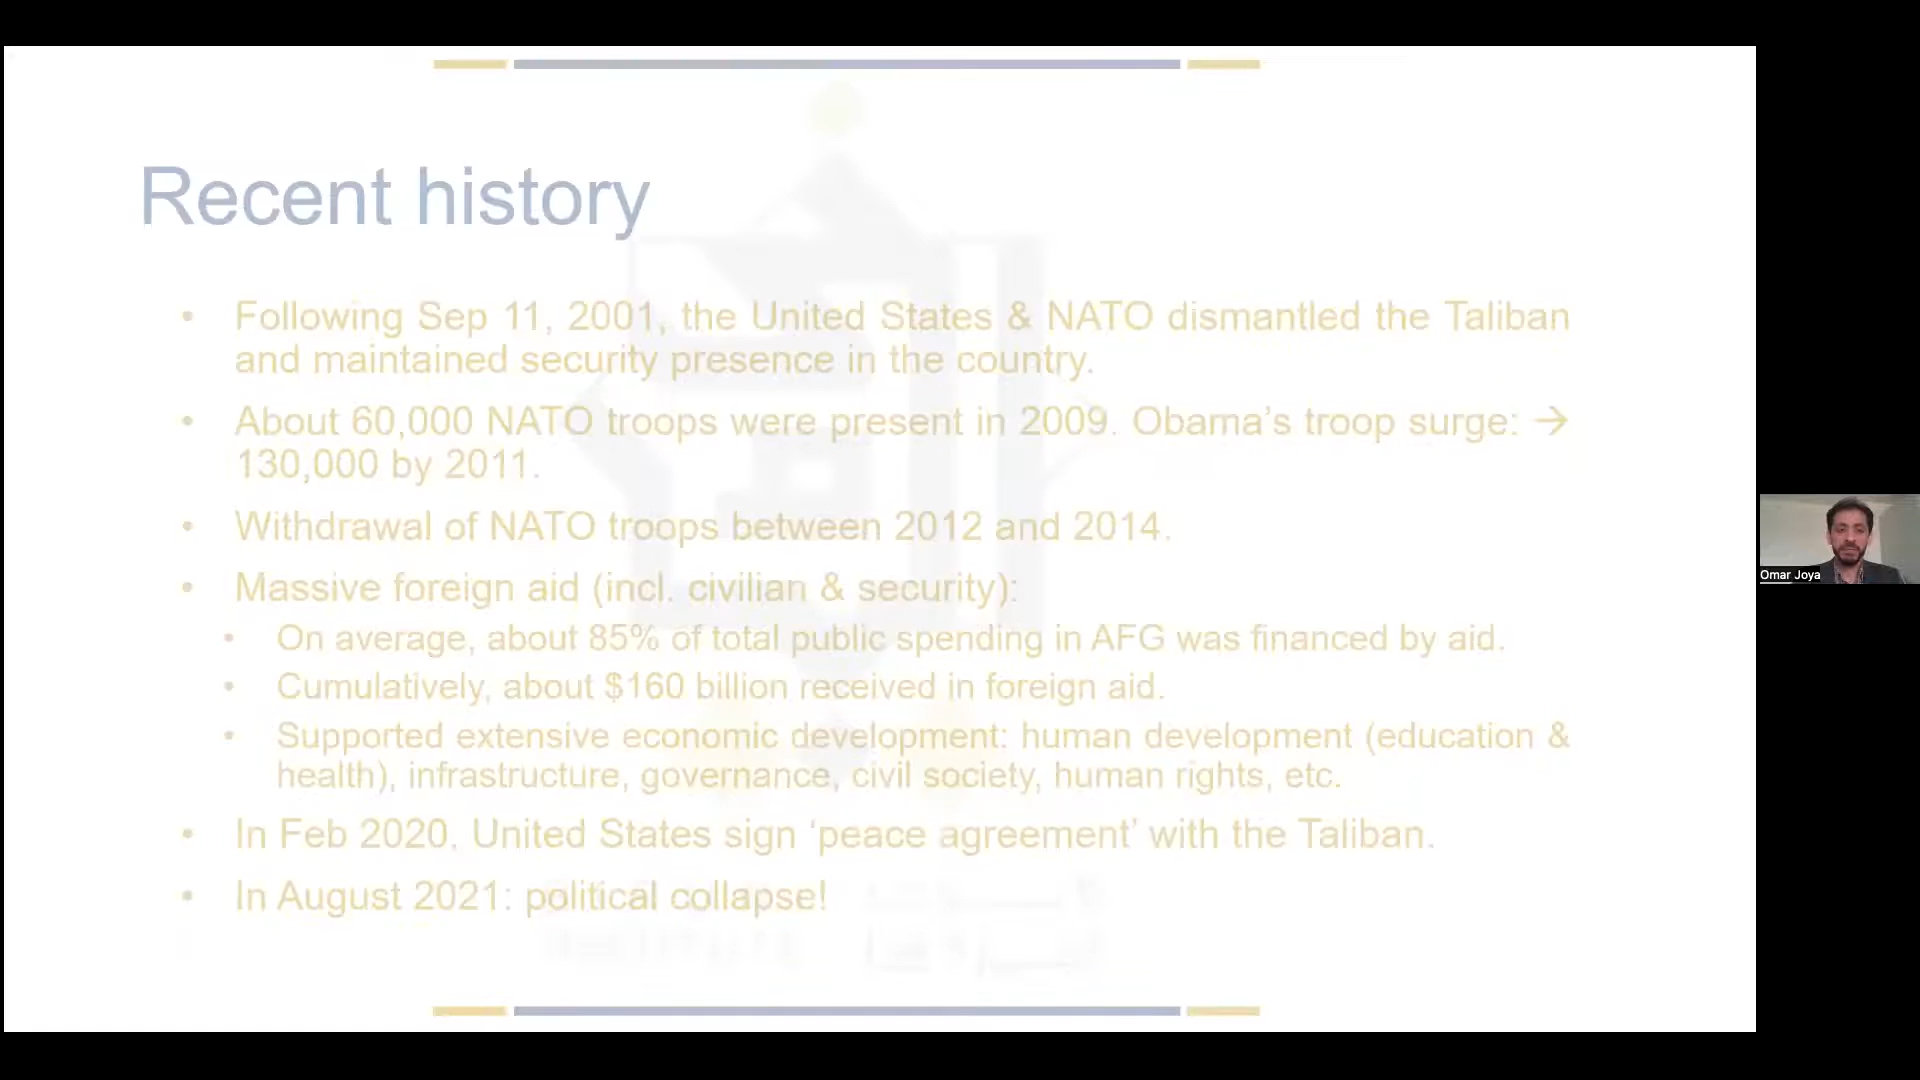 Recent history
• Following Sep 11, 2001, the United States & NATO dismantled the Taliban
and maintained security presence in the country.
• About 60,000 NATO troops were present in 2009. Obama’s troop surge: →
130,000 by 2011.
• Withdrawal of NATO troops between 2012 and 2014.
• Massive foreign aid (incl. civilian & security):
• On average, about 85% of total public spending in AFG was financed by aid.
• Cumulatively, about $160 billion received in foreign aid.
• Supported extensive economic development: human development (education &
health), infrastructure, governance, civil society, human rights, etc.
• In Feb 2020, United States sign ‘peace agreement’ with the Taliban.
• In August 2021: political collapse!
Omar Joya